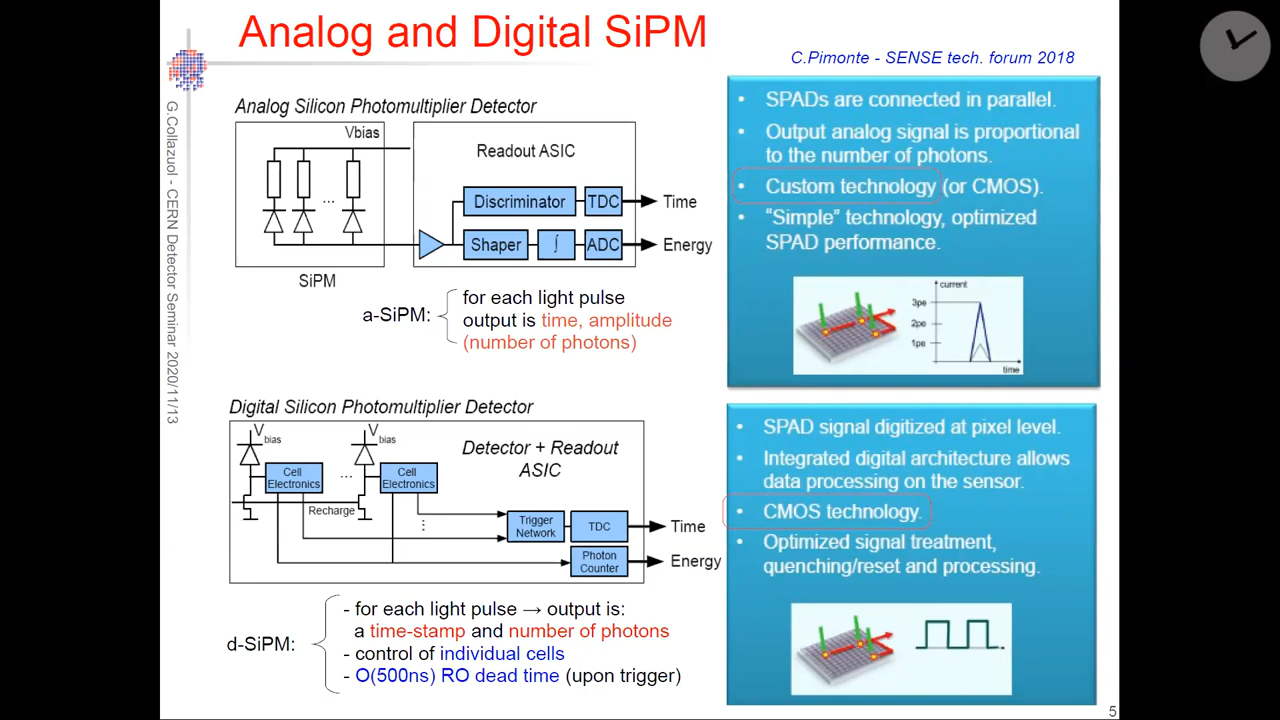 Analog and Digital SiPM
C.Pimonte - SENSE tech. forum 2018
G.Collazuol - CERN Detector Seminar 2020/11/13
Analog Silicon Photomultiplier Detector
Vbias
Readout ASIC
Discriminator
TDC
Time
...
Shaper
∫
ADC
Energy
SiPM
a-SiPM:
for each light pulse
output is time, amplitude
(number of photons)
• SPADs are connected in parallel.
• Output analog signal is proportional
to the number of photons.
• Custom technology (or CMOS).
• “Simple” technology, optimized
SPAD performance.
current
3pe
2pe
1pe
time
Digital Silicon Photomultiplier Detector
Vbias
Vbias
Detector + Readout
ASIC
Cell
Electronics
...
Cell
Electronics
Recharge
⋮
Trigger
Network
TDC
Time
Photon
Counter
Energy
d-SiPM:
- for each light pulse → output is:
a time-stamp and number of photons
- control of individual cells
- O(500ns) RO dead time (upon trigger)
• SPAD signal digitized at pixel level.
• Integrated digital architecture allows
data processing on the sensor.
• CMOS technology.
• Optimized signal treatment,
quenching/reset and processing.
5